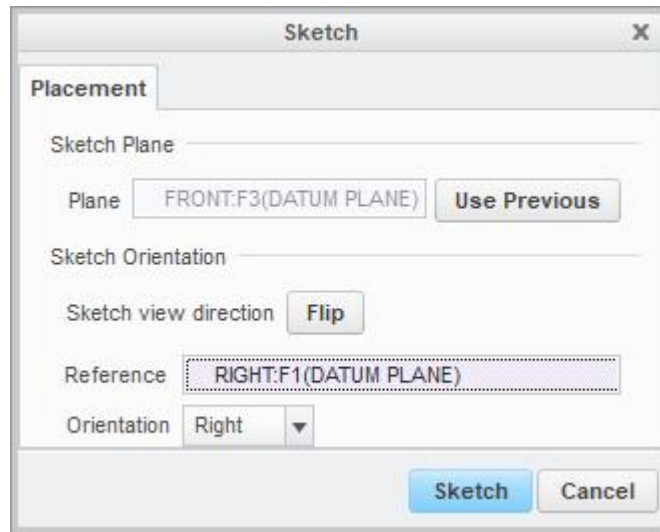 Sketch
Placement
Sketch Plane
Plane FRONT:F3(DATUM PLANE) Use Previous
Sketch Orientation
Sketch view direction Flip
Reference RIGHT:F1(DATUM PLANE)
Orientation Right
Sketch Cancel